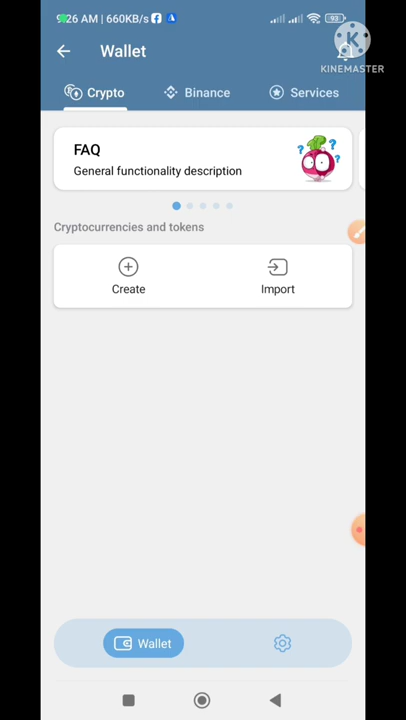 9:26 AM | 660KB/s
93
KINEMASTER
Wallet
Crypto
Binance
Services
FAQ
General functionality description
Cryptocurrencies and tokens
Create
Import
Wallet